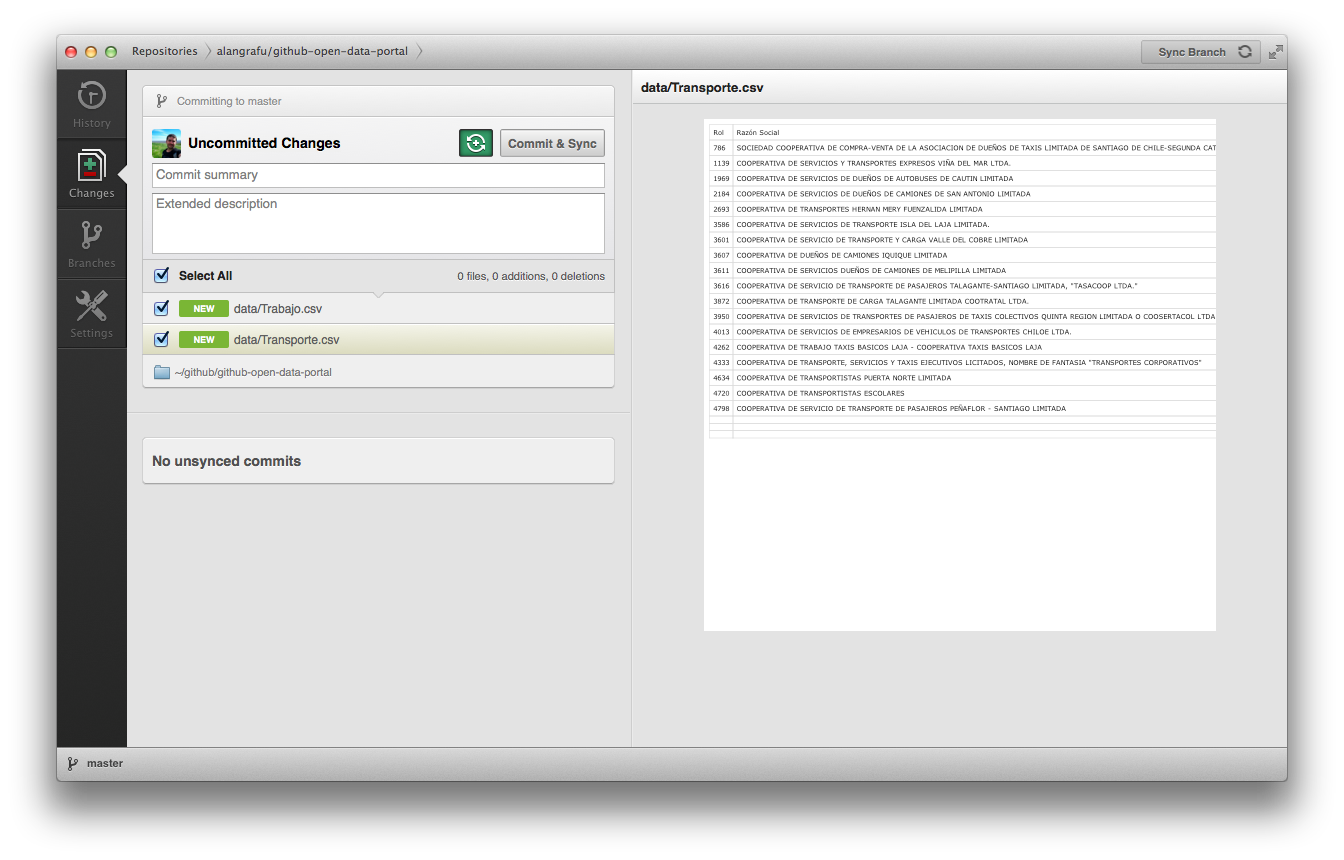 Repositories
alangrafu/github-open-data-portal
Sync Branch
History
Changes
Branches
Settings
Committing to master
Uncommitted Changes
Commit & Sync
Commit summary
Extended description
Select All
0 files, 0 additions, 0 deletions
NEW data/Trabajo.csv
NEW data/Transporte.csv
~/github/github-open-data-portal
No unsynced commits
data/Transporte.csv
Rol Razón Social
786 SOCIEDAD COOPERATIVA DE COMPRA-VENTA DE LA ASOCIACION DE DUEÑOS DE TAXIS LIMITADA DE SANTIAGO DE CHILE-SEGUNDA CAT
1139 COOPERATIVA DE SERVICIOS Y TRANSPORTES EXPRESOS VIÑA DEL MAR LTDA.
1969 COOPERATIVA DE SERVICIOS DE DUEÑOS DE AUTOBUSES DE CAUTIN LIMITADA
2184 COOPERATIVA DE SERVICIOS DE DUEÑOS DE CAMIONES DE SAN ANTONIO LIMITADA
2693 COOPERATIVA DE TRANSPORTES HERNAN MERY FUENZALIDA LIMITADA
3586 COOPERATIVA DE SERVICIOS DE TRANSPORTE ISLA DEL LAJA LIMITADA.
3601 COOPERATIVA DE SERVICIO DE TRANSPORTE Y CARGA VALLE DEL COBRE LIMITADA
3607 COOPERATIVA DE DUEÑOS DE CAMIONES IQUIQUE LIMITADA
3611 COOPERATIVA DE SERVICIOS DUEÑOS DE CAMIONES DE MELIPILLA LIMITADA
3616 COOPERATIVA DE SERVICIO DE TRANSPORTE DE PASAJEROS TALAGANTE-SANTIAGO LIMITADA, "TASACOOP LTDA."
3872 COOPERATIVA DE TRANSPORTE DE CARGA TALAGANTE LIMITADA COOTRATAL LTDA.
3950 COOPERATIVA DE SERVICIOS DE TRANSPORTES DE PASAJEROS DE TAXIS COLECTIVOS QUINTA REGION LIMITADA O COOSERTACOL LTDA
4013 COOPERATIVA DE SERVICIOS DE EMPRESARIOS DE VEHICULOS DE TRANSPORTES CHILOE LTDA.
4262 COOPERATIVA DE TRABAJO TAXIS BASICOS LAJA - COOPERATIVA TAXIS BASICOS LAJA
4333 COOPERATIVA DE TRANSPORTE, SERVICIOS Y TAXIS EJECUTIVOS LICITADOS, NOMBRE DE FANTASIA "TRANSPORTES CORPORATIVOS"
4634 COOPERATIVA DE TRANSPORTISTAS PUERTA NORTE LIMITADA
4720 COOPERATIVA DE TRANSPORTISTAS ESCOLARES
4798 COOPERATIVA DE SERVICIO DE TRANSPORTE DE PASAJEROS PEÑAFLOR - SANTIAGO LIMITADA
master